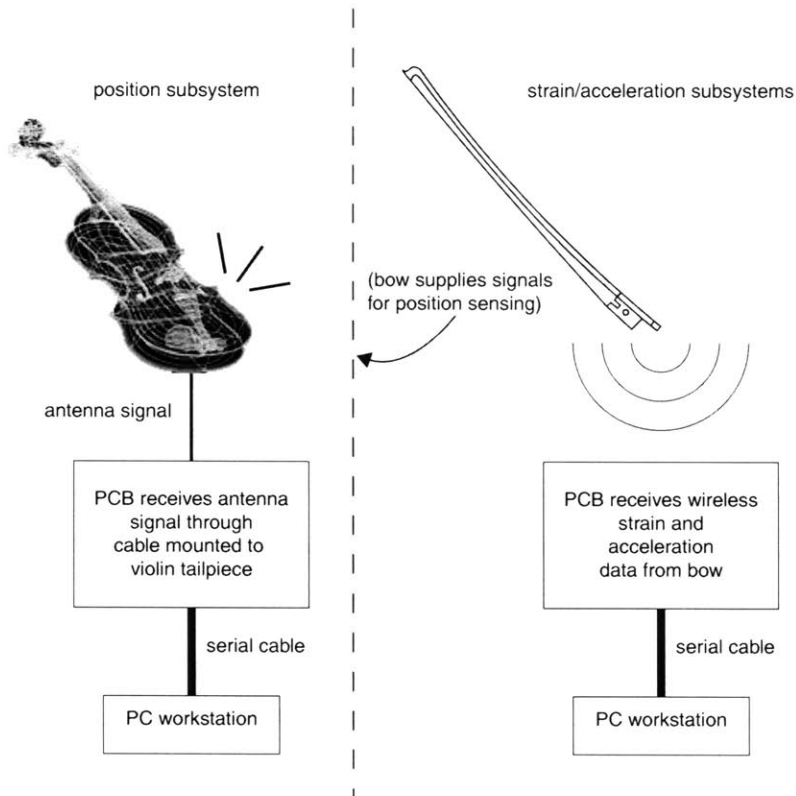 position subsystem
strain/acceleration subsystems
(bow supplies signals
for position sensing)
antenna signal
PCB receives antenna
signal through
cable mounted to
violin tailpiece
PCB receives wireless
strain and
acceleration
data from bow
serial cable
serial cable
PC workstation
PC workstation